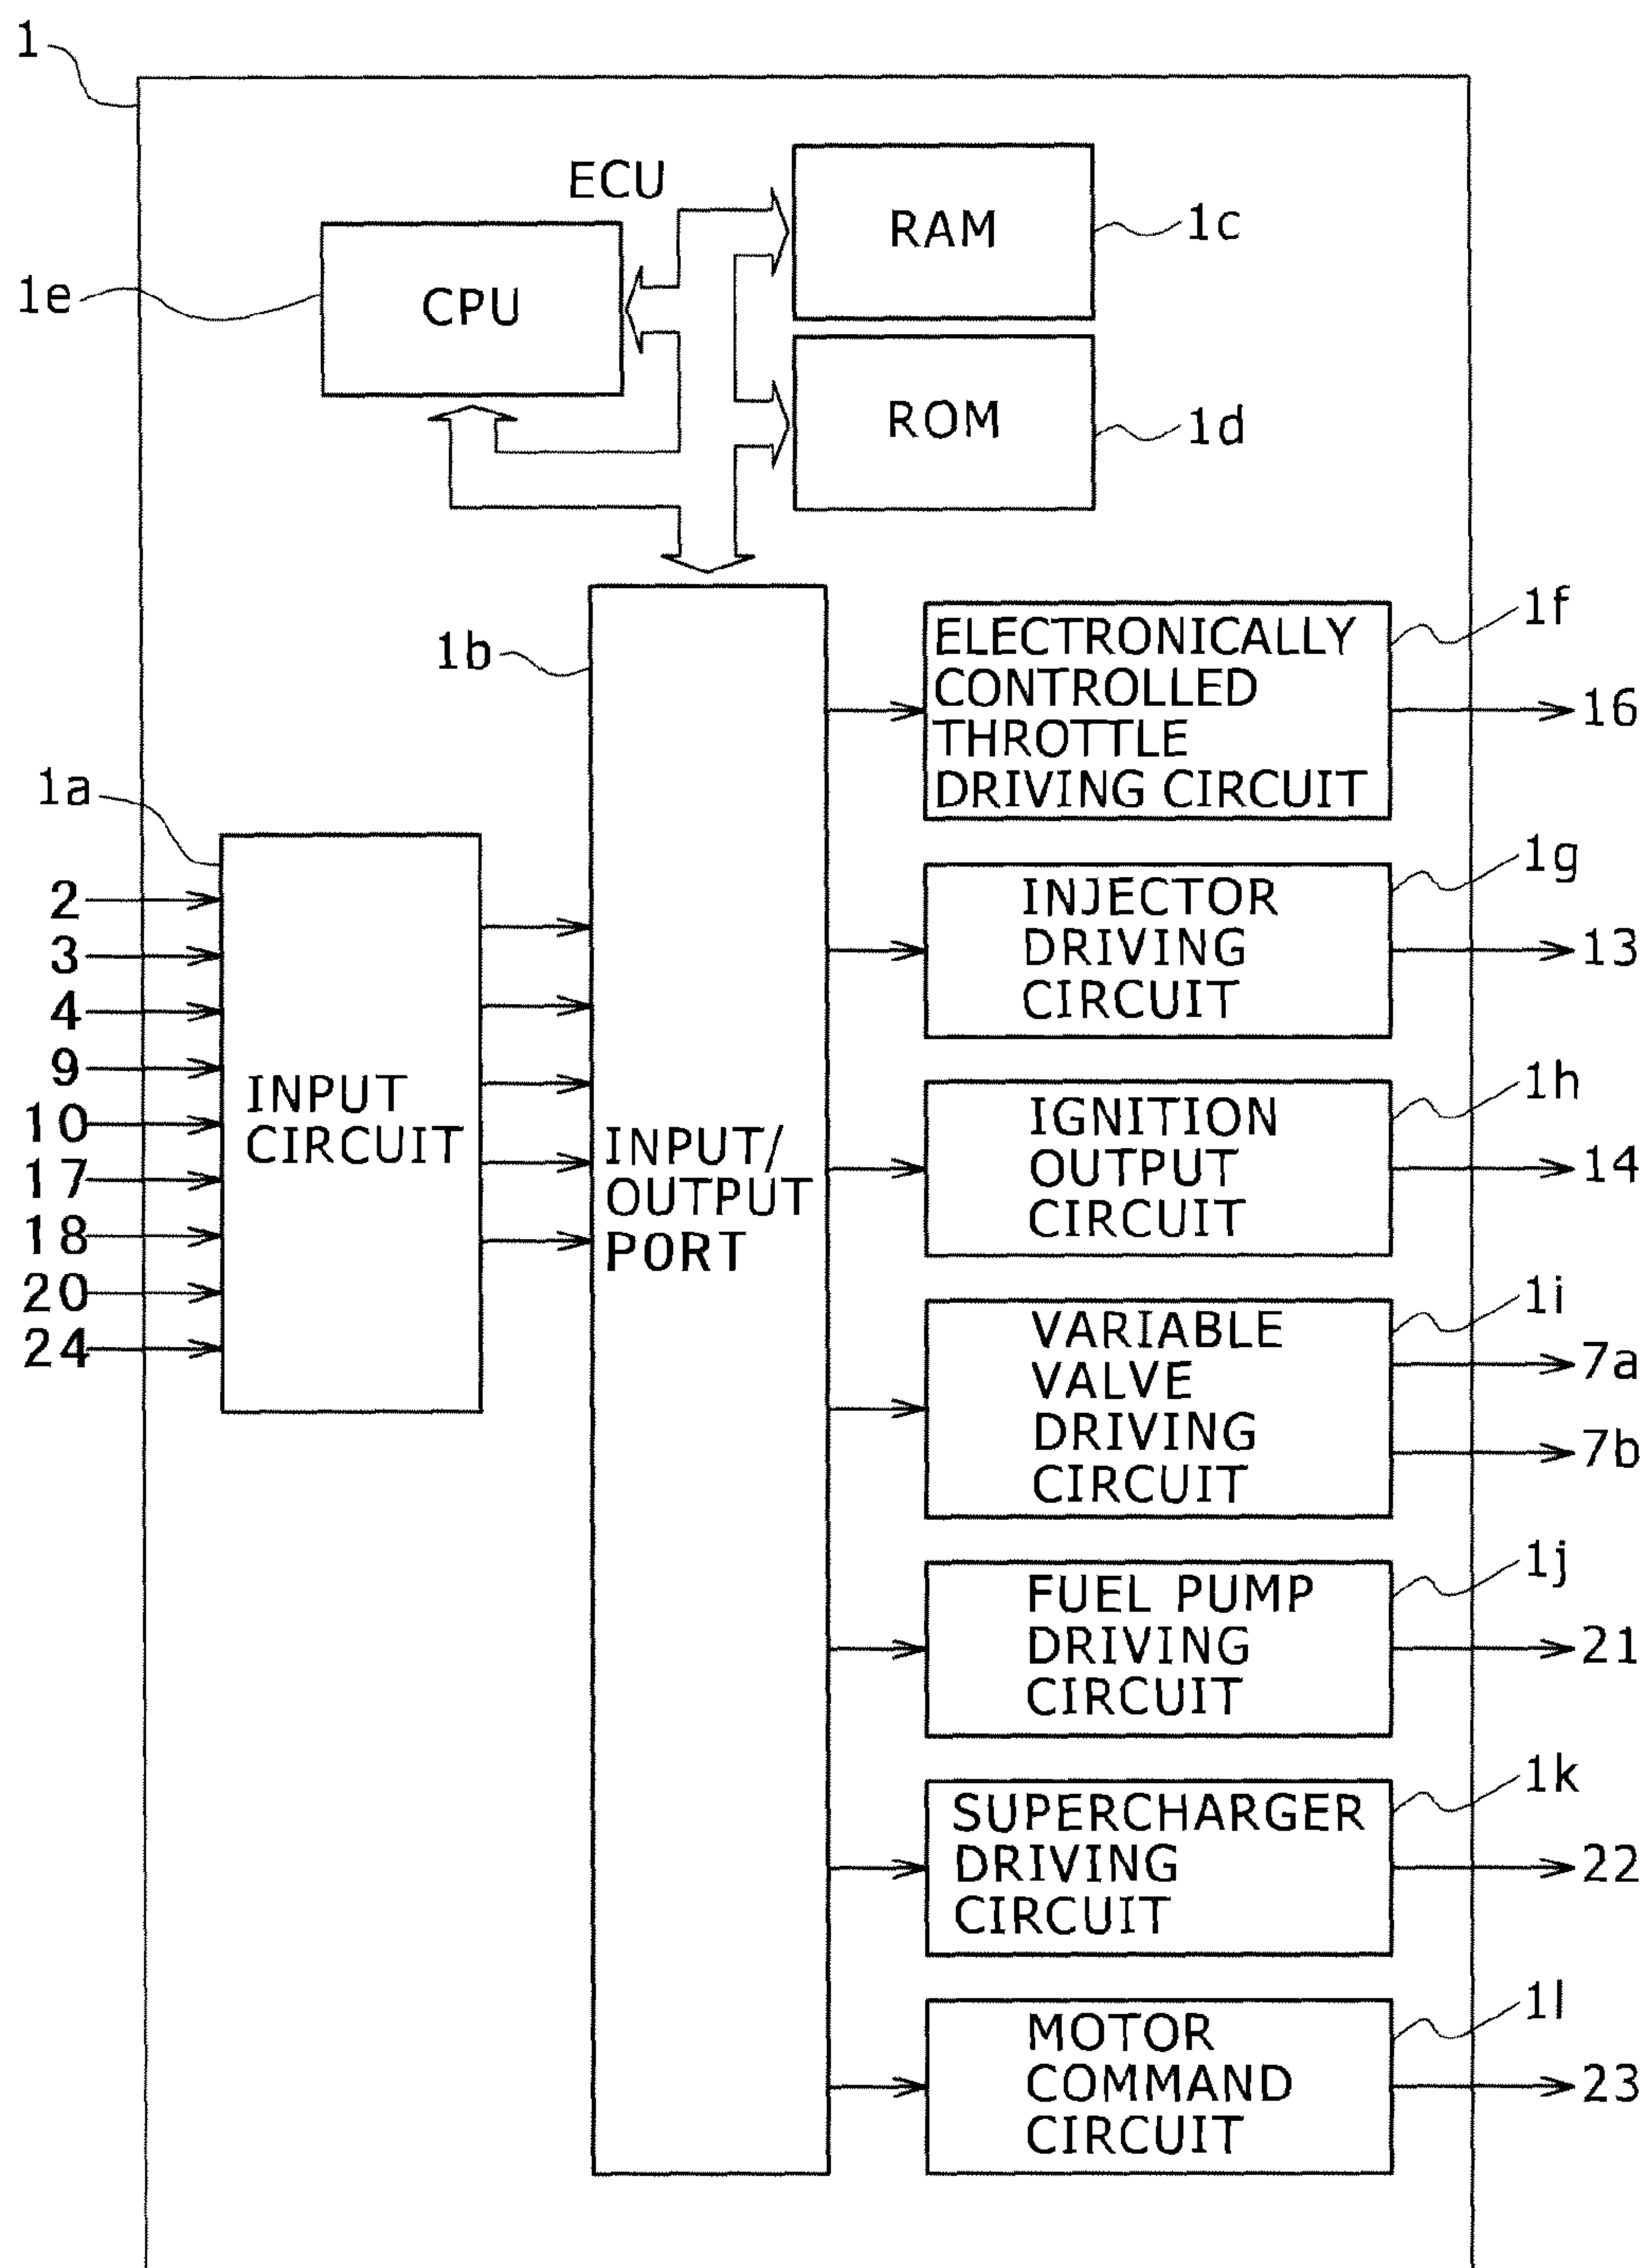 1
ECU
RAM
1c
1e
CPU
ROM
1d
1b
1f
ELECTRONICALLY
CONTROLLED
THROTTLE
DRIVING CIRCUIT
16
1a
INPUT
CIRCUIT
2
3
4
9
10
17
18
20
24
INPUT/
OUTPUT
PORT
1g
INJECTOR
DRIVING
CIRCUIT
13
1h
IGNITION
OUTPUT
CIRCUIT
14
1i
VARIABLE
VALVE
DRIVING
CIRCUIT
7a
7b
1j
FUEL PUMP
DRIVING
CIRCUIT
21
1k
SUPERCHARGER
DRIVING
CIRCUIT
22
1l
MOTOR
COMMAND
CIRCUIT
23